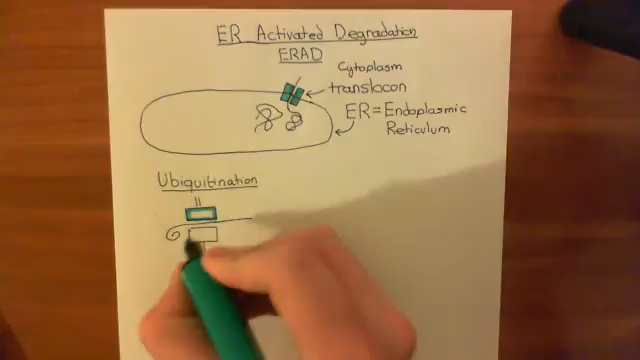 ER Activated Degradation
ERAD
Cytoplasm
translocon
ER = Endoplasmic
Reticulum
Ubiquitination